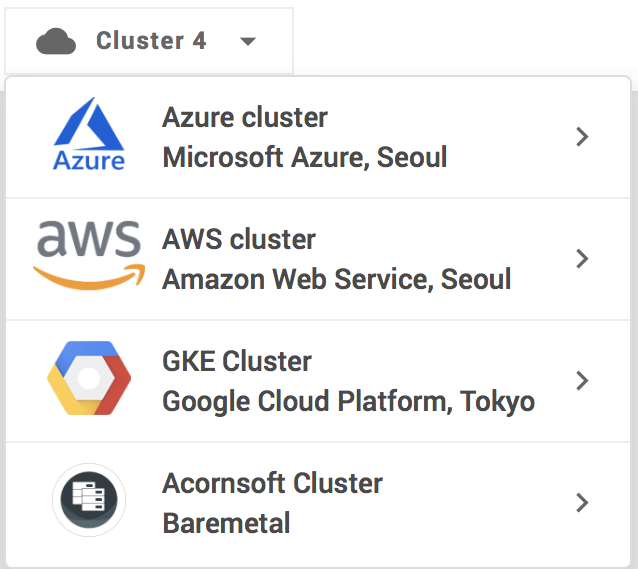 Cluster 4
Azure
Azure cluster
Microsoft Azure, Seoul
aws
AWS cluster
Amazon Web Service, Seoul
GKE Cluster
Google Cloud Platform, Tokyo
Acornsoft Cluster
Baremetal